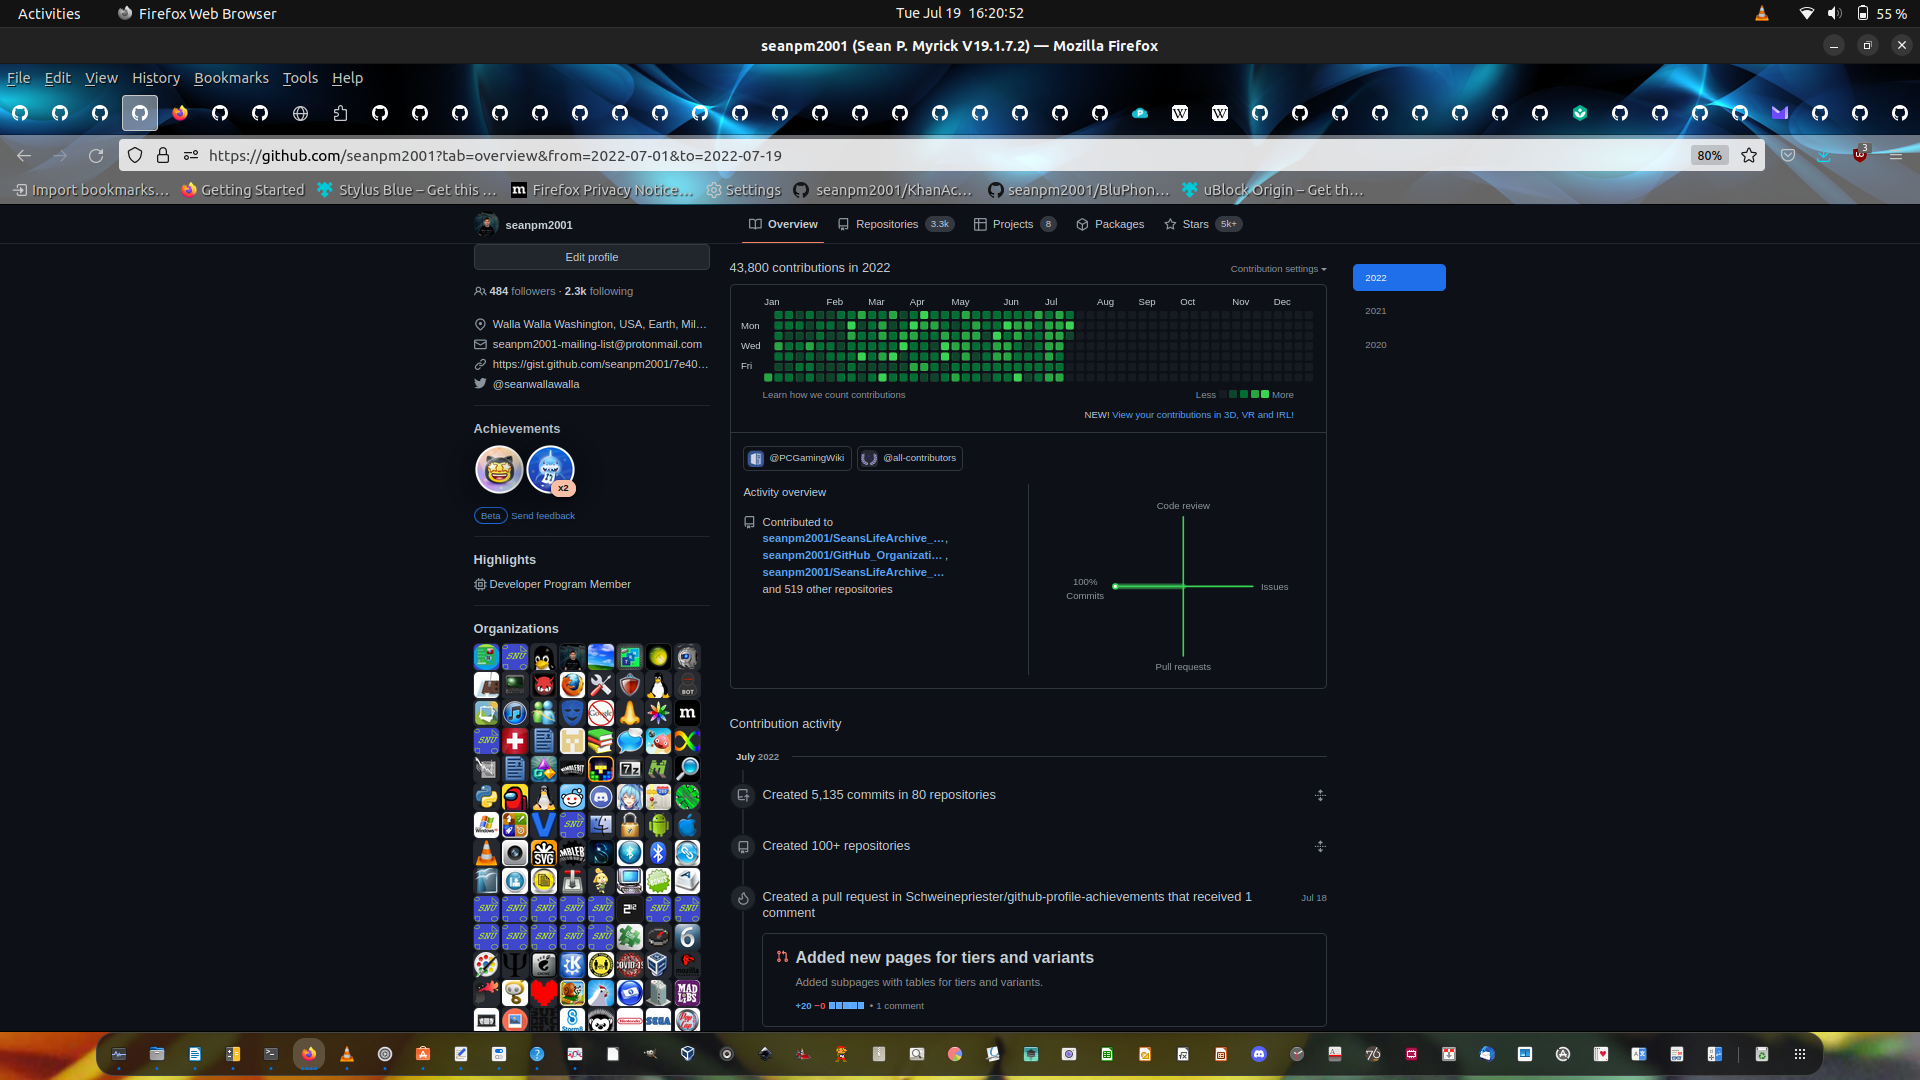 Activities Firefox Web Browser Tue Jul 19 16:20:52 55 %
seanpm2001 (Sean P. Myrick V19.1.7.2) — Mozilla Firefox
File Edit View History Bookmarks Tools Help
https://github.com/seanpm2001?tab=overview&from=2022-07-01&to=2022-07-19 80% 3
Import bookmarks… Getting Started Stylus Blue – Get this … Firefox Privacy Notice… Settings seanpm2001/KhanAc… seanpm2001/BluPhon… uBlock Origin – Get th…
seanpm2001 Overview Repositories 3.3k Projects 8 Packages Stars 5k+
Edit profile
484 followers · 2.3k following
Walla Walla Washington, USA, Earth, Mil…
seanpm2001-mailing-list@protonmail.com
https://gist.github.com/seanpm2001/7e40…
@seanwallawalla
Achievements
x2
Beta Send feedback
Highlights
Developer Program Member
Organizations
43,800 contributions in 2022 Contribution settings
2022
2021
2020
Jan Feb Mar Apr May Jun Jul Aug Sep Oct Nov Dec
Mon
Wed
Fri
Learn how we count contributions Less More
NEW! View your contributions in 3D, VR and IRL!
@PCGamingWiki @all-contributors
Activity overview
Contributed to
seanpm2001/SeansLifeArchive_…,
seanpm2001/GitHub_Organizati… ,
seanpm2001/SeansLifeArchive_…
and 519 other repositories
Code review
100%
Commits
Issues
Pull requests
Contribution activity
July 2022
Created 5,135 commits in 80 repositories
Created 100+ repositories
Created a pull request in Schweinepriester/github-profile-achievements that received 1
comment
Jul 18
Added new pages for tiers and variants
Added subpages with tables for tiers and variants.
+20 −0 • 1 comment